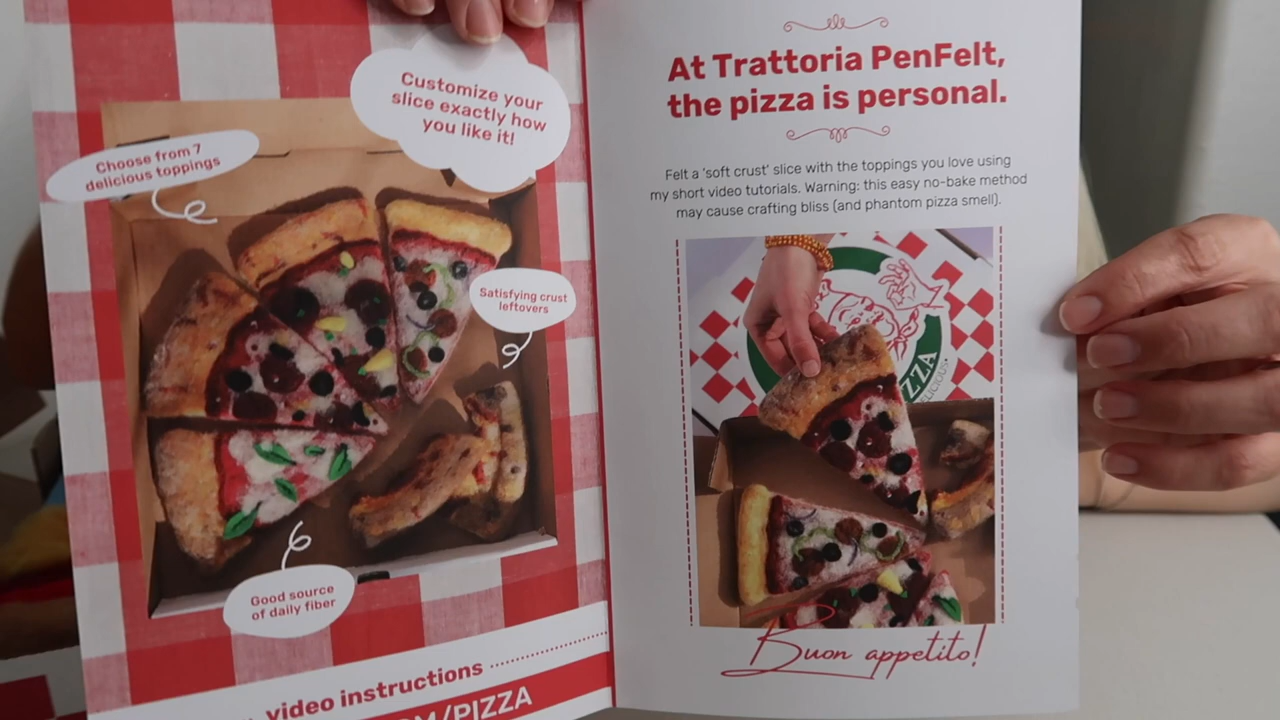 Customize your
slice exactly how
you like it!
Choose from 7
delicious toppings
Satisfying crust
leftovers
Good source
of daily fiber
video instructions
/PIZZA
At Trattoria PenFelt,
the pizza is personal.
Felt a 'soft crust' slice with the toppings you love using
my short video tutorials. Warning: this easy no-bake method
may cause crafting bliss (and phantom pizza smell).
Buon appetito!